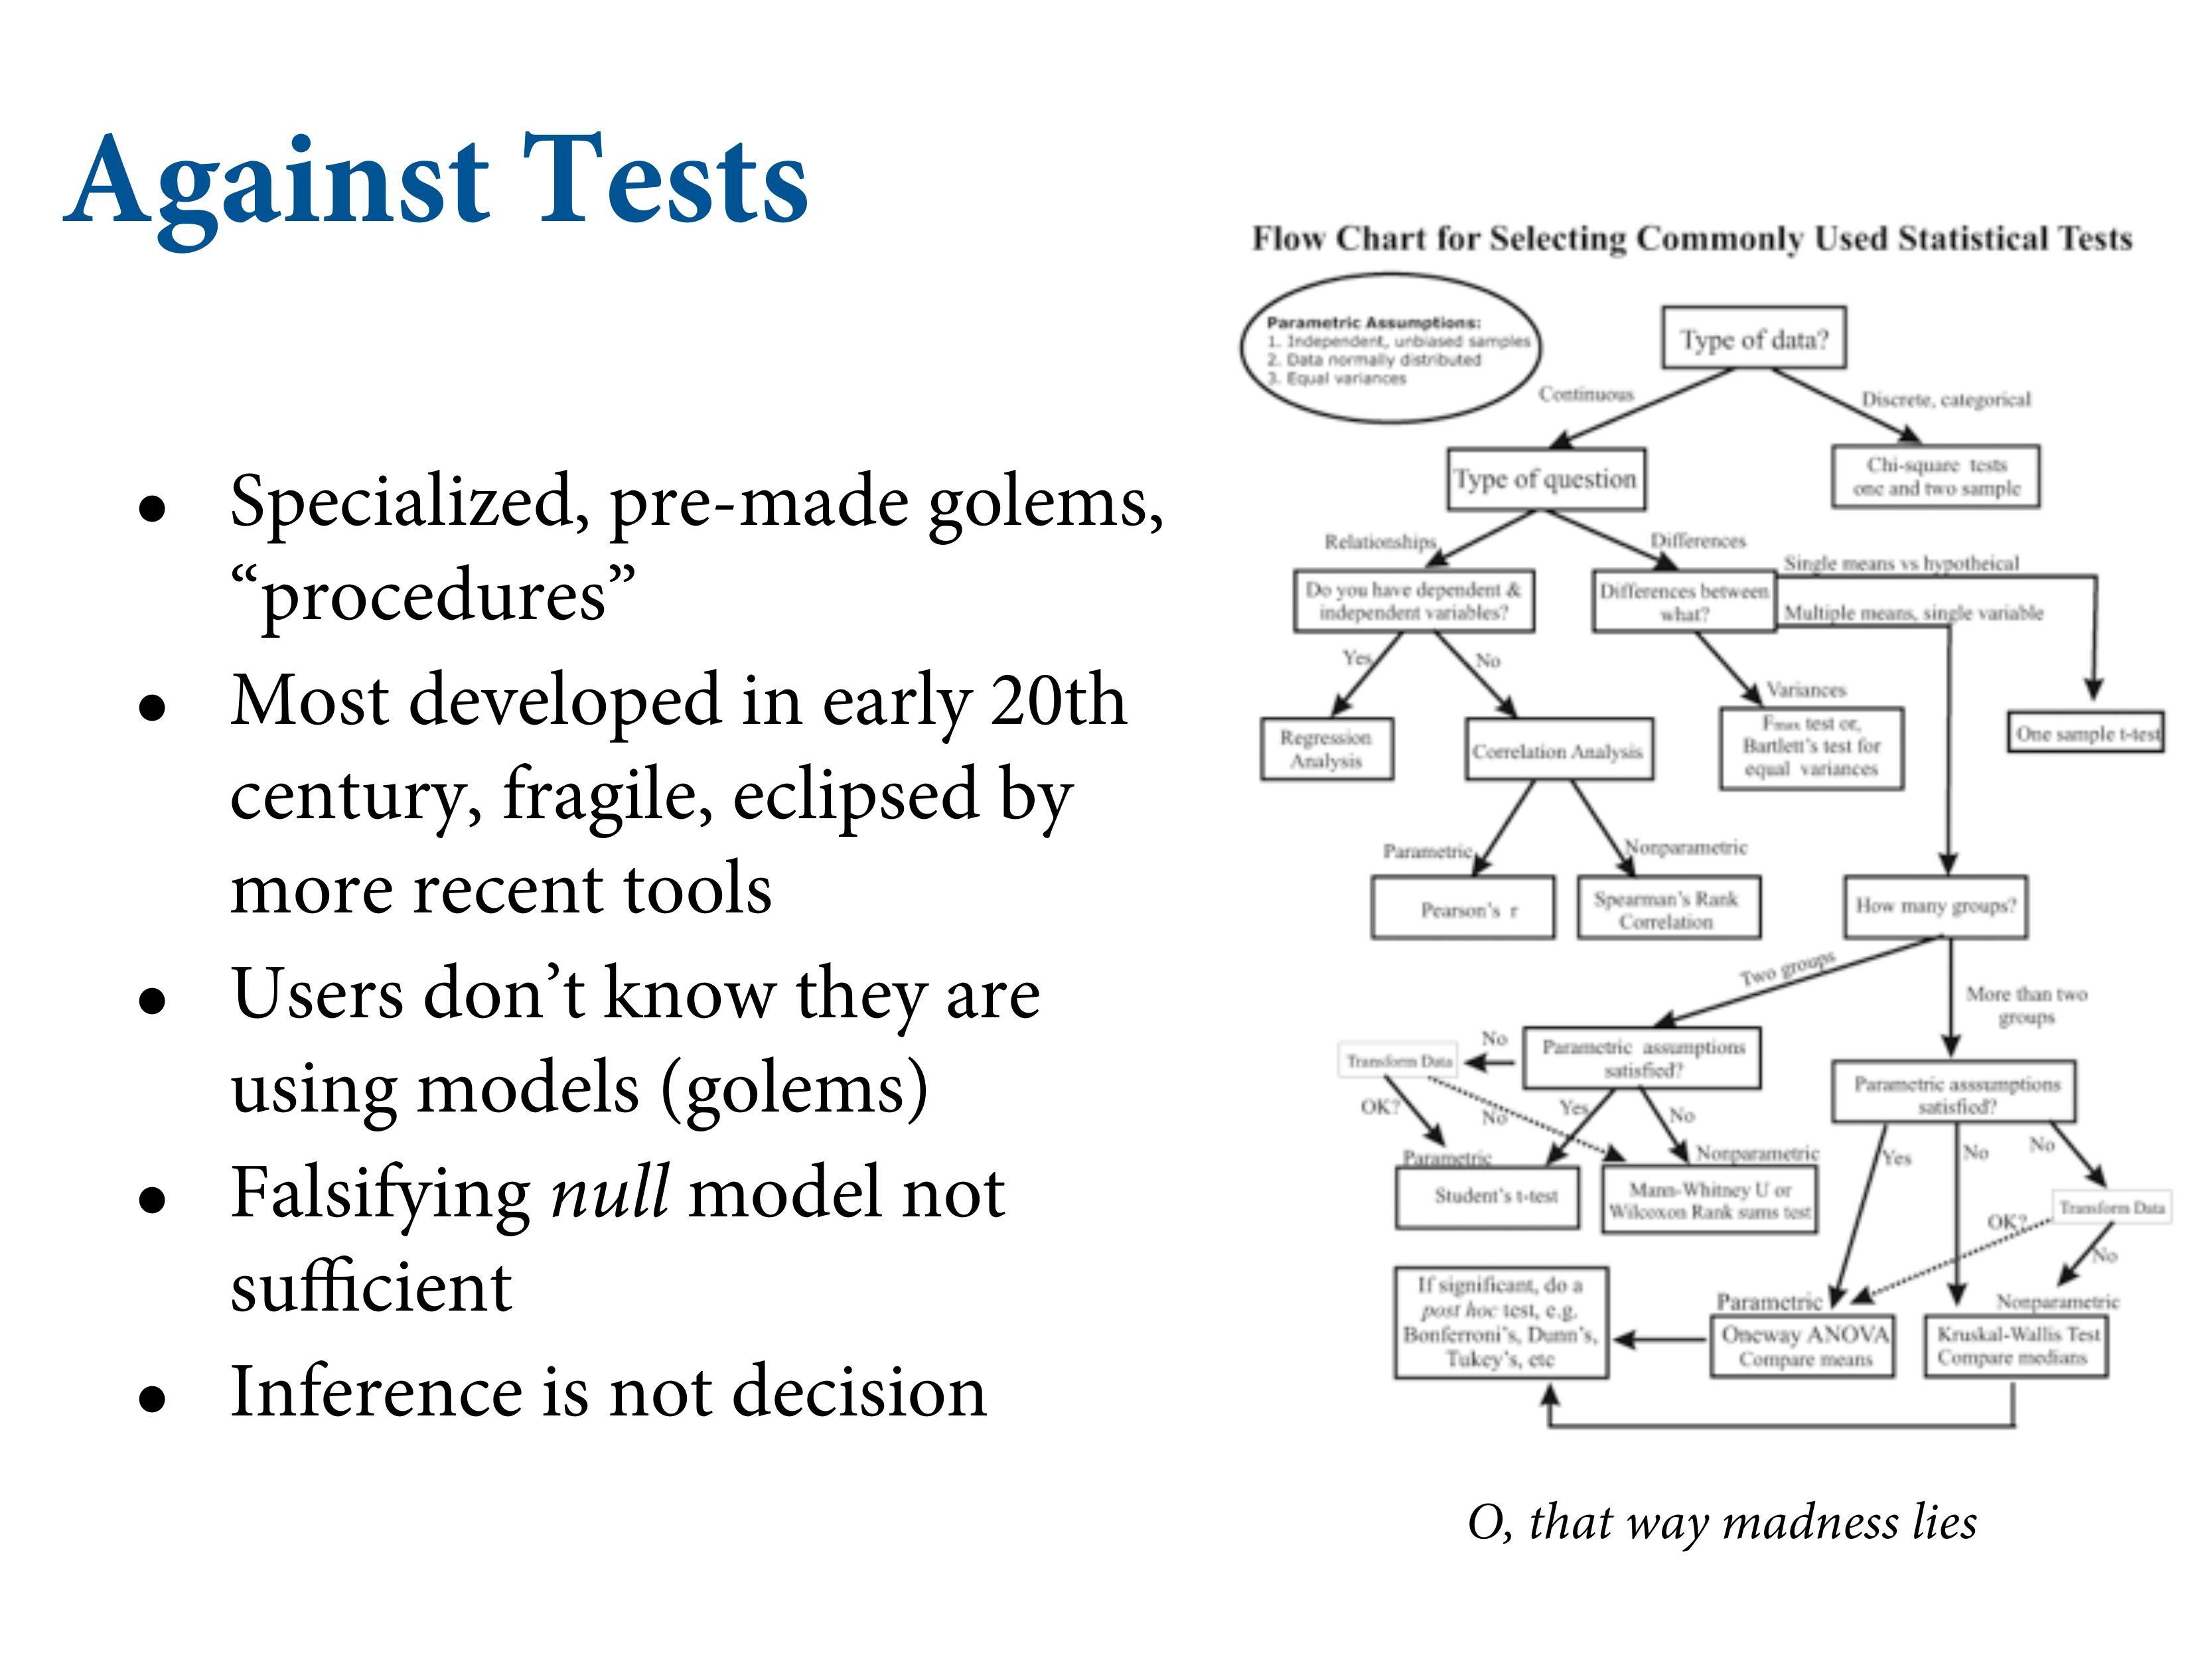 Against Tests
• Specialized, pre-made golems,
“procedures”
• Most developed in early 20th
century, fragile, eclipsed by
more recent tools
• Users don’t know they are
using models (golems)
• Falsifying null model not
sufficient
• Inference is not decision
Flow Chart for Selecting Commonly Used Statistical Tests
Parametric Assumptions:
1. Independent, unbiased samples
2. Data normally distributed
3. Equal variances
Type of data?
Continuous
Discrete, categorical
Type of question
Chi-square tests
one and two sample
Relationships
Differences
Single means vs hypotheical
Do you have dependent &
independent variables?
Differences between
what?
Multiple means, single variable
Yes
No
Variances
Regression
Analysis
Correlation Analysis
Fmax test or,
Bartlett’s test for
equal variances
One sample t-test
Parametric
Nonparametric
Pearson’s r
Spearman’s Rank
Correlation
How many groups?
Two groups
More than two
groups
Transform Data
No
Parametric assumptions
satisfied?
Parametric asssumptions
satisfied?
OK?
No
Yes
No
Yes
No
No
Parametric
Nonparametric
Student’s t-test
Mann-Whitney U or
Wilcoxon Rank sums test
Transform Data
OK?
No
If significant, do a
post hoc test, e.g.
Bonferroni’s, Dunn’s,
Tukey’s, etc
Parametric
Nonparametric
Oneway ANOVA
Compare means
Kruskal-Wallis Test
Compare medians
O, that way madness lies